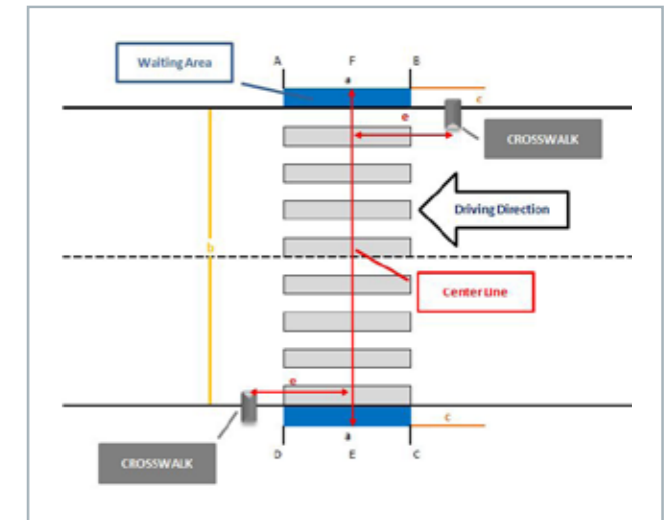 A F B
Waiting Area
a
c
e
CROSSWALK
Driving Direction
b
Center Line
e
c
a
D E C
CROSSWALK